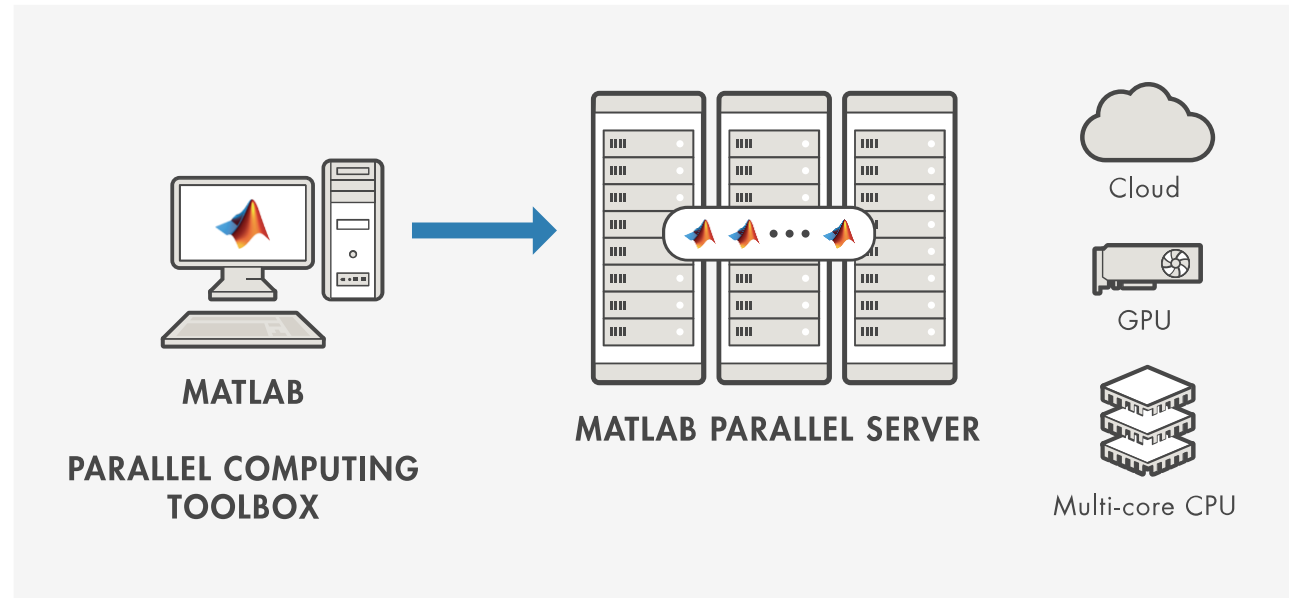 MATLAB
PARALLEL COMPUTING
TOOLBOX
MATLAB PARALLEL SERVER
Cloud
GPU
Multi-core CPU